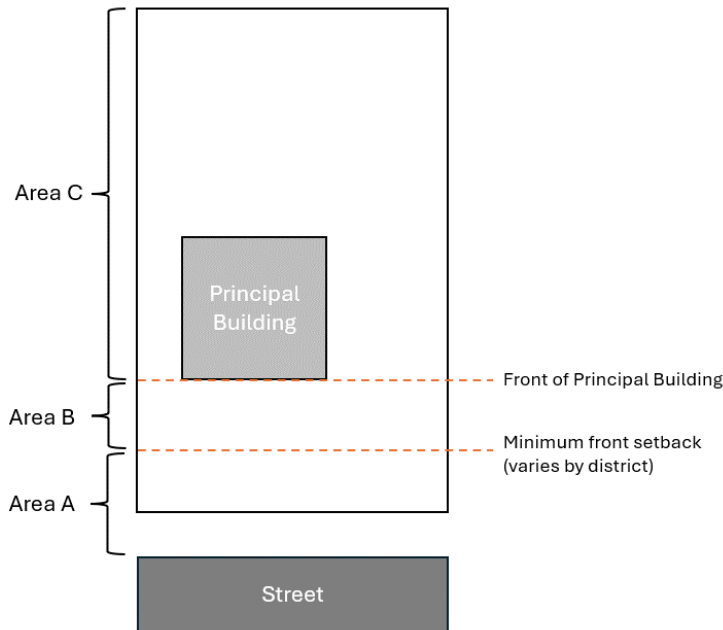 Area C
Principal
Building
Front of Principal Building
Area B
Minimum front setback
(varies by district)
Area A
Street